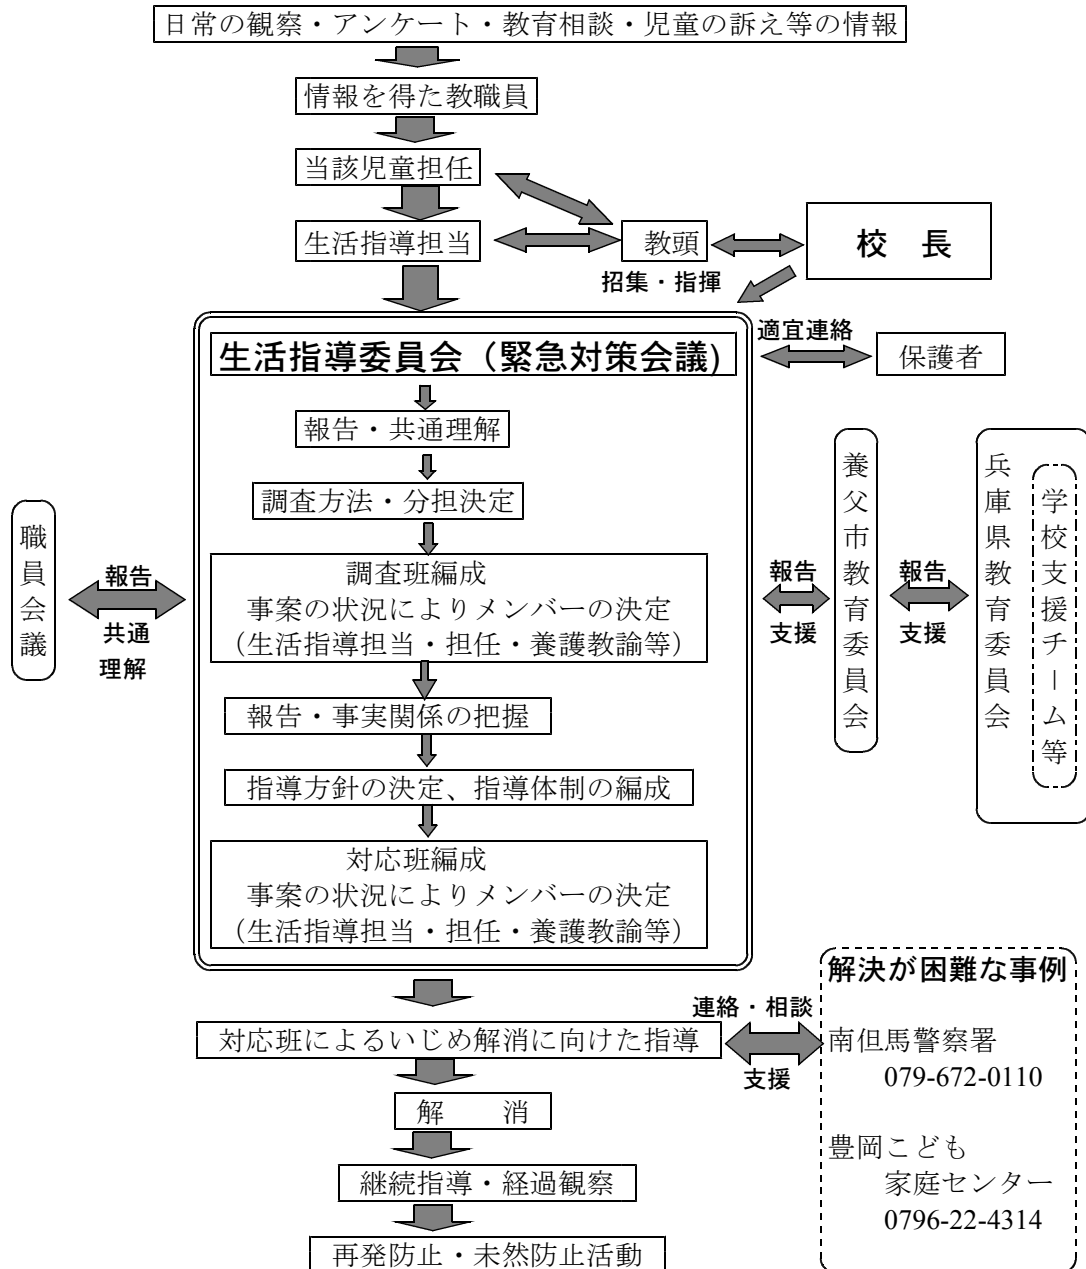 日常の観察・アンケート・教育相談・児童の訴え等の情報
情報を得た教職員
当該児童担任
生活指導担当
教頭
校　長
招集・指揮
生活指導委員会（緊急対策会議)
適宜連絡
保護者
報告・共通理解
調査方法・分担決定
調査班編成
事案の状況によりメンバーの決定
（生活指導担当・担任・養護教諭等）
報告・事実関係の把握
指導方針の決定、指導体制の編成
対応班編成
事案の状況によりメンバーの決定
（生活指導担当・担任・養護教諭等）
職員会議
報告
共通
理解
報告
支援
養父市教育委員会
報告
支援
兵庫県教育委員会
学校支援チーム等
対応班によるいじめ解消に向けた指導
連絡・相談
支援
解決が困難な事例
南但馬警察署
079-672-0110
豊岡こども
家庭センター
0796-22-4314
解　　消
継続指導・経過観察
再発防止・未然防止活動